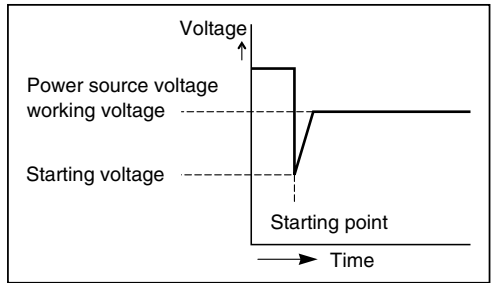 Voltage
Power source voltage
working voltage
Starting voltage
Starting point
Time